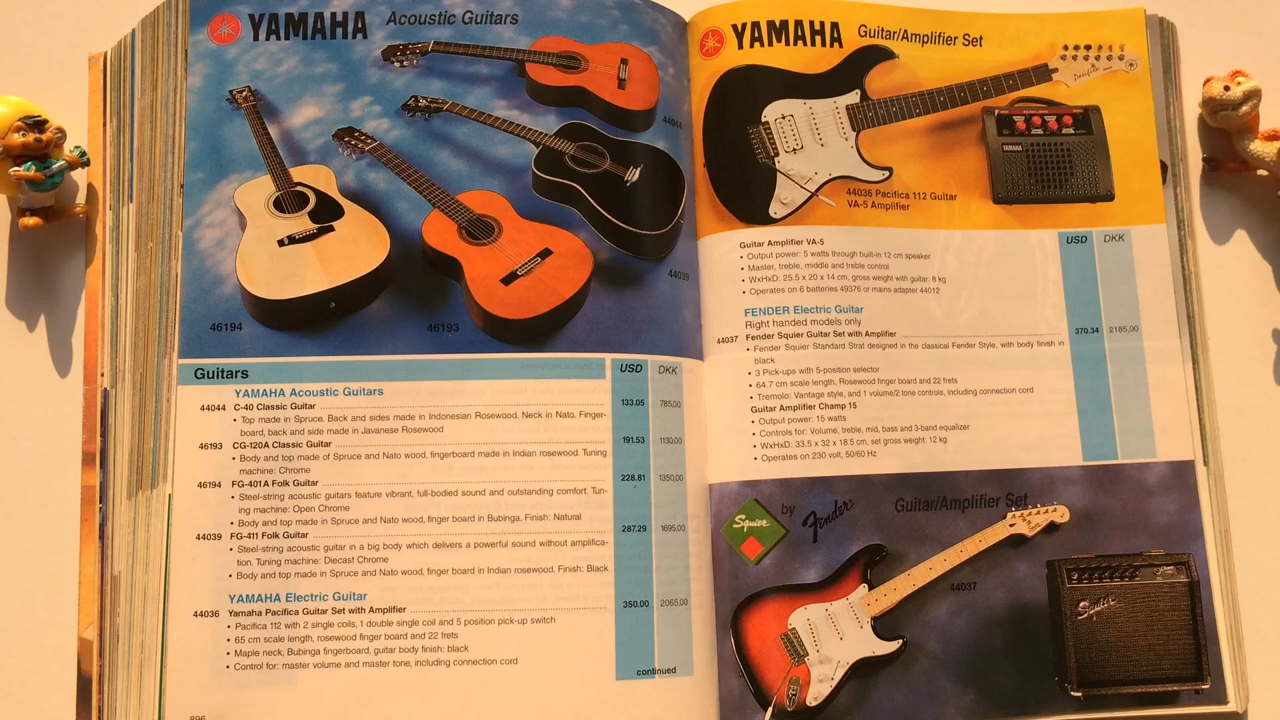 YAMAHA Acoustic Guitars
44044
44039
46194
46193
Guitars
USD DKK
YAMAHA Acoustic Guitars
44044 C-40 Classic Guitar 133.05 785,00
• Top made in Spruce. Back and sides made in Indonesian Rosewood. Neck in Nato. Finger-
board, back and side made in Javanese Rosewood
46193 CG-120A Classic Guitar 191.53 1130,00
• Body and top made of Spruce and Nato wood, fingerboard made in Indian rosewood. Tuning
machine: Chrome
46194 FG-401A Folk Guitar 228.81 1350,00
• Steel-string acoustic guitars feature vibrant, full-bodied sound and outstanding comfort. Tun-
ing machine: Open Chrome
• Body and top made in Spruce and Nato wood, finger board in Bubinga. Finish: Natural
44039 FG-411 Folk Guitar 287.29 1695,00
• Steel-string acoustic guitar in a big body which delivers a powerful sound without amplifica-
tion. Tuning machine: Diecast Chrome
• Body and top made in Spruce and Nato wood, finger board in Indian rosewood. Finish: Black
YAMAHA Electric Guitar
44036 Yamaha Pacifica Guitar Set with Amplifier 350.00 2065,00
• Pacifica 112 with 2 single coils, 1 double single coil and 5 position pick-up switch
• 65 cm scale length, rosewood finger board and 22 frets
• Maple neck, Bubinga fingerboard, guitar body finish: black
• Control for: master volume and master tone, including connection cord
continued
896
YAMAHA Guitar/Amplifier Set
Pacifica
YAMAHA
44036 Pacifica 112 Guitar
VA-5 Amplifier
USD DKK
Guitar Amplifier VA-5
• Output power: 5 watts through built-in 12 cm speaker
• Master, treble, middle and treble control
• WxHxD: 25.5 x 20 x 14 cm, gross weight with guitar: 8 kg
• Operates on 6 batteries 49376 or mains adapter 44012
FENDER Electric Guitar
Right handed models only
44037 Fender Squier Guitar Set with Amplifier 370.34 2185,00
• Fender Squier Standard Strat designed in the classical Fender Style, with body finish in
black
• 3 Pick-ups with 5-position selector
• 64.7 cm scale length, Rosewood finger board and 22 frets
• Tremolo: Vantage style, and 1 volume/2 tone controls, including connection cord
Guitar Amplifier Champ 15
• Output power: 15 watts
• Controls for: Volume, treble, mid, bass and 3-band equalizer
• WxHxD: 33.5 x 32 x 18.5 cm, set gross weight: 12 kg
• Operates on 230 volt, 50/60 Hz
Squier by Fender Guitar/Amplifier Set
44037
Squier